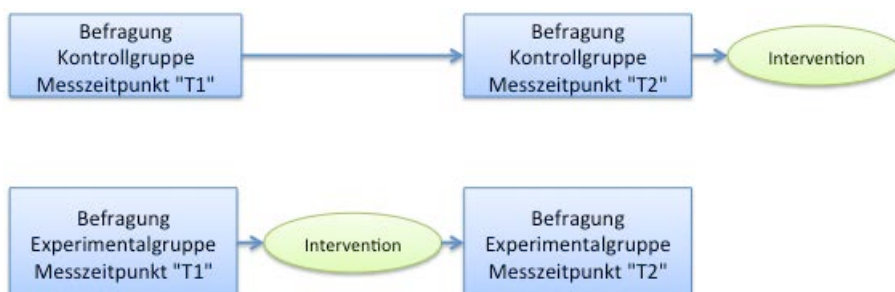 Befragung
Kontrollgruppe
Messzeitpunkt "T1"
Befragung
Kontrollgruppe
Messzeitpunkt "T2"
Intervention
Befragung
Experimentalgruppe
Messzeitpunkt "T1"
Intervention
Befragung
Experimentalgruppe
Messzeitpunkt "T2"